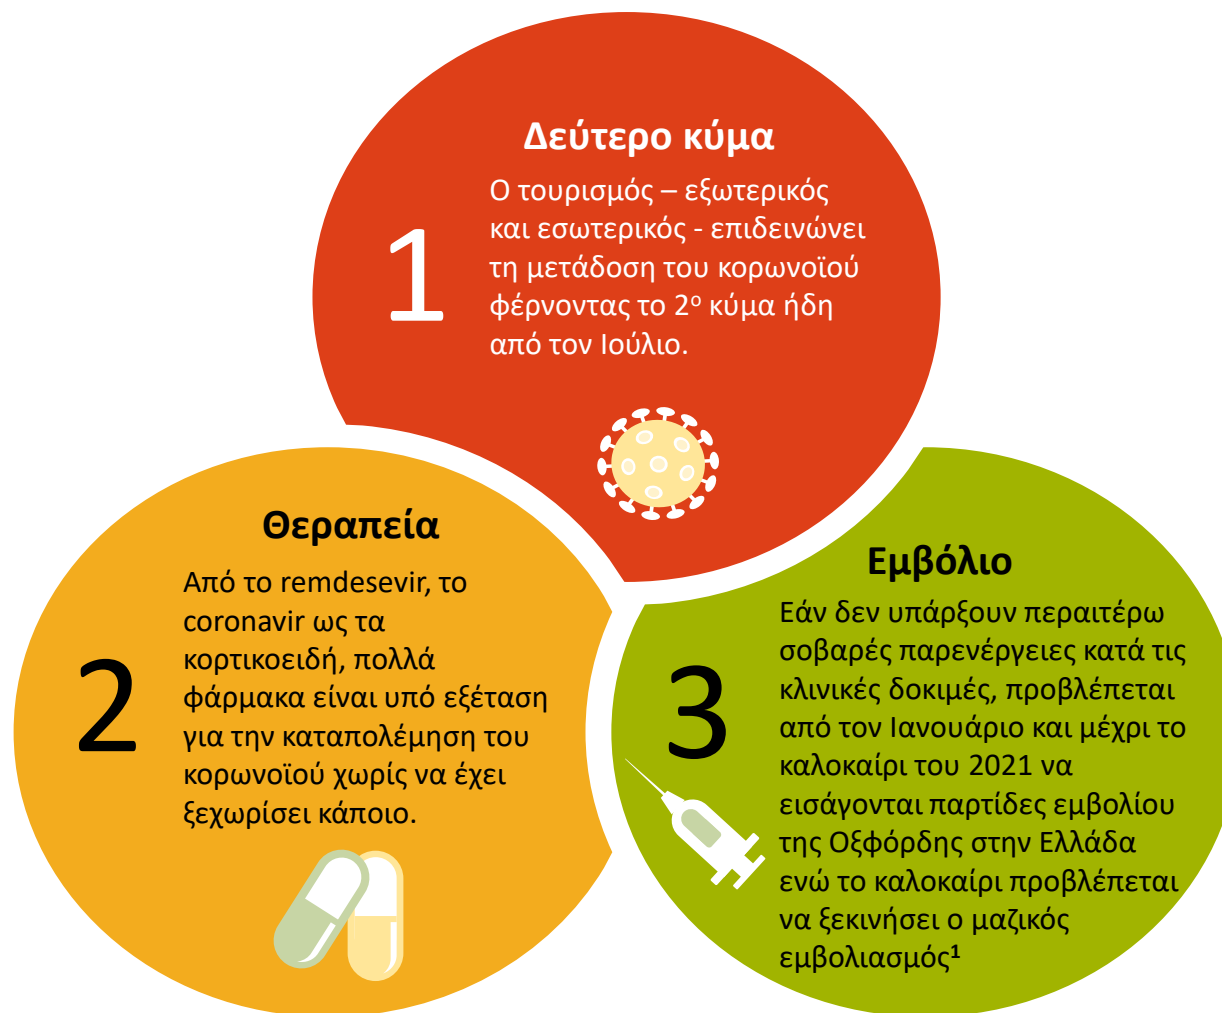 Δεύτερο κύμα
1
Ο τουρισμός – εξωτερικός
και εσωτερικός - επιδεινώνει
τη μετάδοση του κορωνοϊού
φέρνοντας το 2ο κύμα ήδη
από τον Ιούλιο.
Θεραπεία
2
Από το remdesevir, το
coronavir ως τα
κορτικοειδή, πολλά
φάρμακα είναι υπό εξέταση
για την καταπολέμηση του
κορωνοϊού χωρίς να έχει
ξεχωρίσει κάποιο.
Εμβόλιο
3
Εάν δεν υπάρξουν περαιτέρω
σοβαρές παρενέργειες κατά τις
κλινικές δοκιμές, προβλέπεται
από τον Ιανουάριο και μέχρι το
καλοκαίρι του 2021 να
εισάγονται παρτίδες εμβολίου
της Οξφόρδης στην Ελλάδα
ενώ το καλοκαίρι προβλέπεται
να ξεκινήσει ο μαζικός
εμβολιασμός1